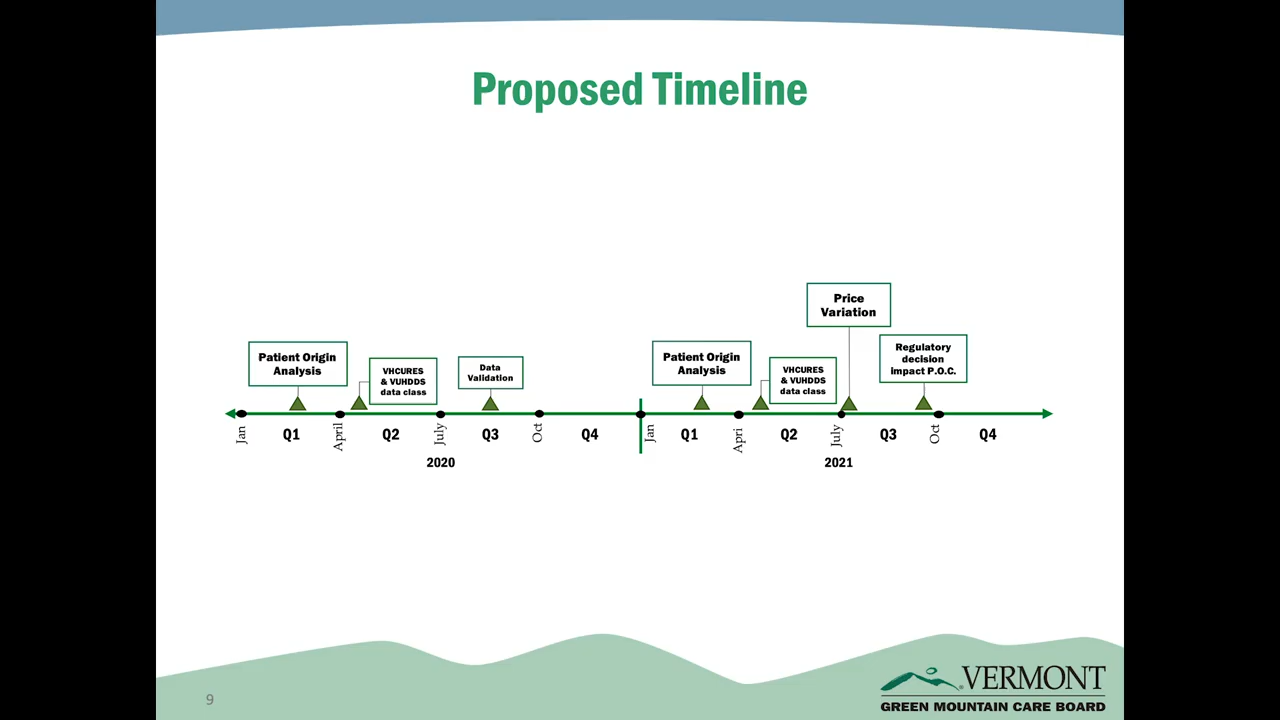 Proposed Timeline
Price
Variation
Patient Origin
Analysis
VHCURES
& VUHDDS
data class
Data
Validation
Patient Origin
Analysis
VHCURES
& VUHDDS
data class
Regulatory
decision
impact P.O.C.
Jan
Q1
April
Q2
July
Q3
Oct
Q4
Jan
Q1
Apri
Q2
July
Q3
Oct
Q4
2020
2021
9
VERMONT
GREEN MOUNTAIN CARE BOARD